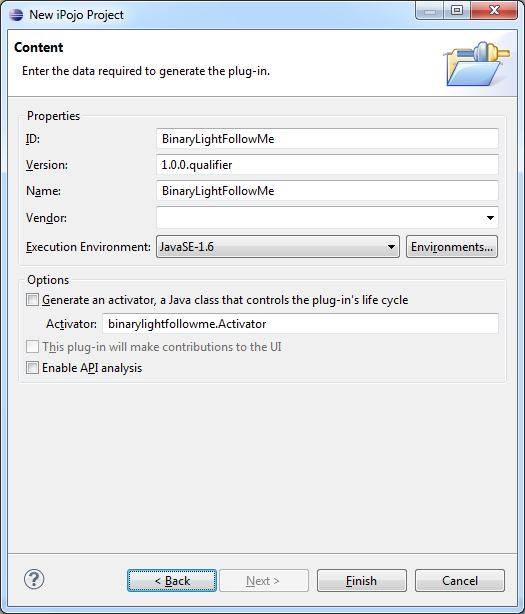 New iPojo Project
Content
Enter the data required to generate the plug-in.
Properties
ID: BinaryLightFollowMe
Version: 1.0.0.qualifier
Name: BinaryLightFollowMe
Vendor:
Execution Environment: JavaSE-1.6 Environments...
Options
Generate an activator, a Java class that controls the plug-in's life cycle
Activator: binarylightfollowme.Activator
This plug-in will make contributions to the UI
Enable API analysis
? < Back Next > Finish Cancel